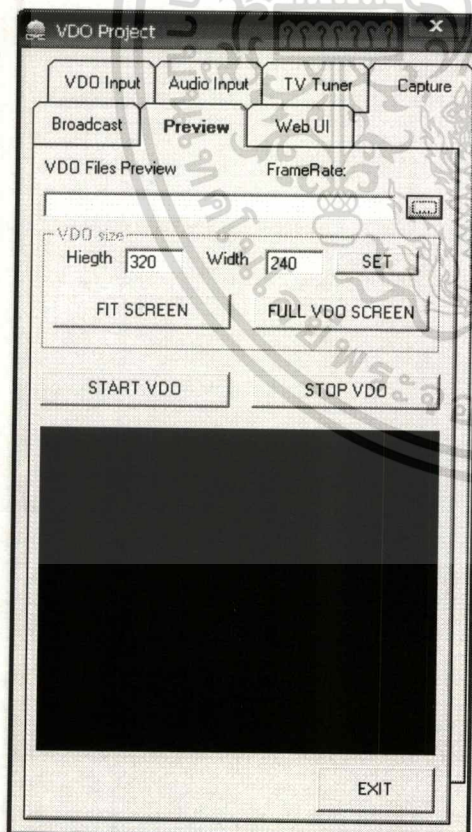 VDO Project
VDO Input Audio Input TV Tuner Capture
Broadcast Preview Web UI
VDO Files Preview FrameRate:
...
VDO size
Hiegth 320 Width 240 SET
FIT SCREEN FULL VDO SCREEN
START VDO STOP VDO
EXIT